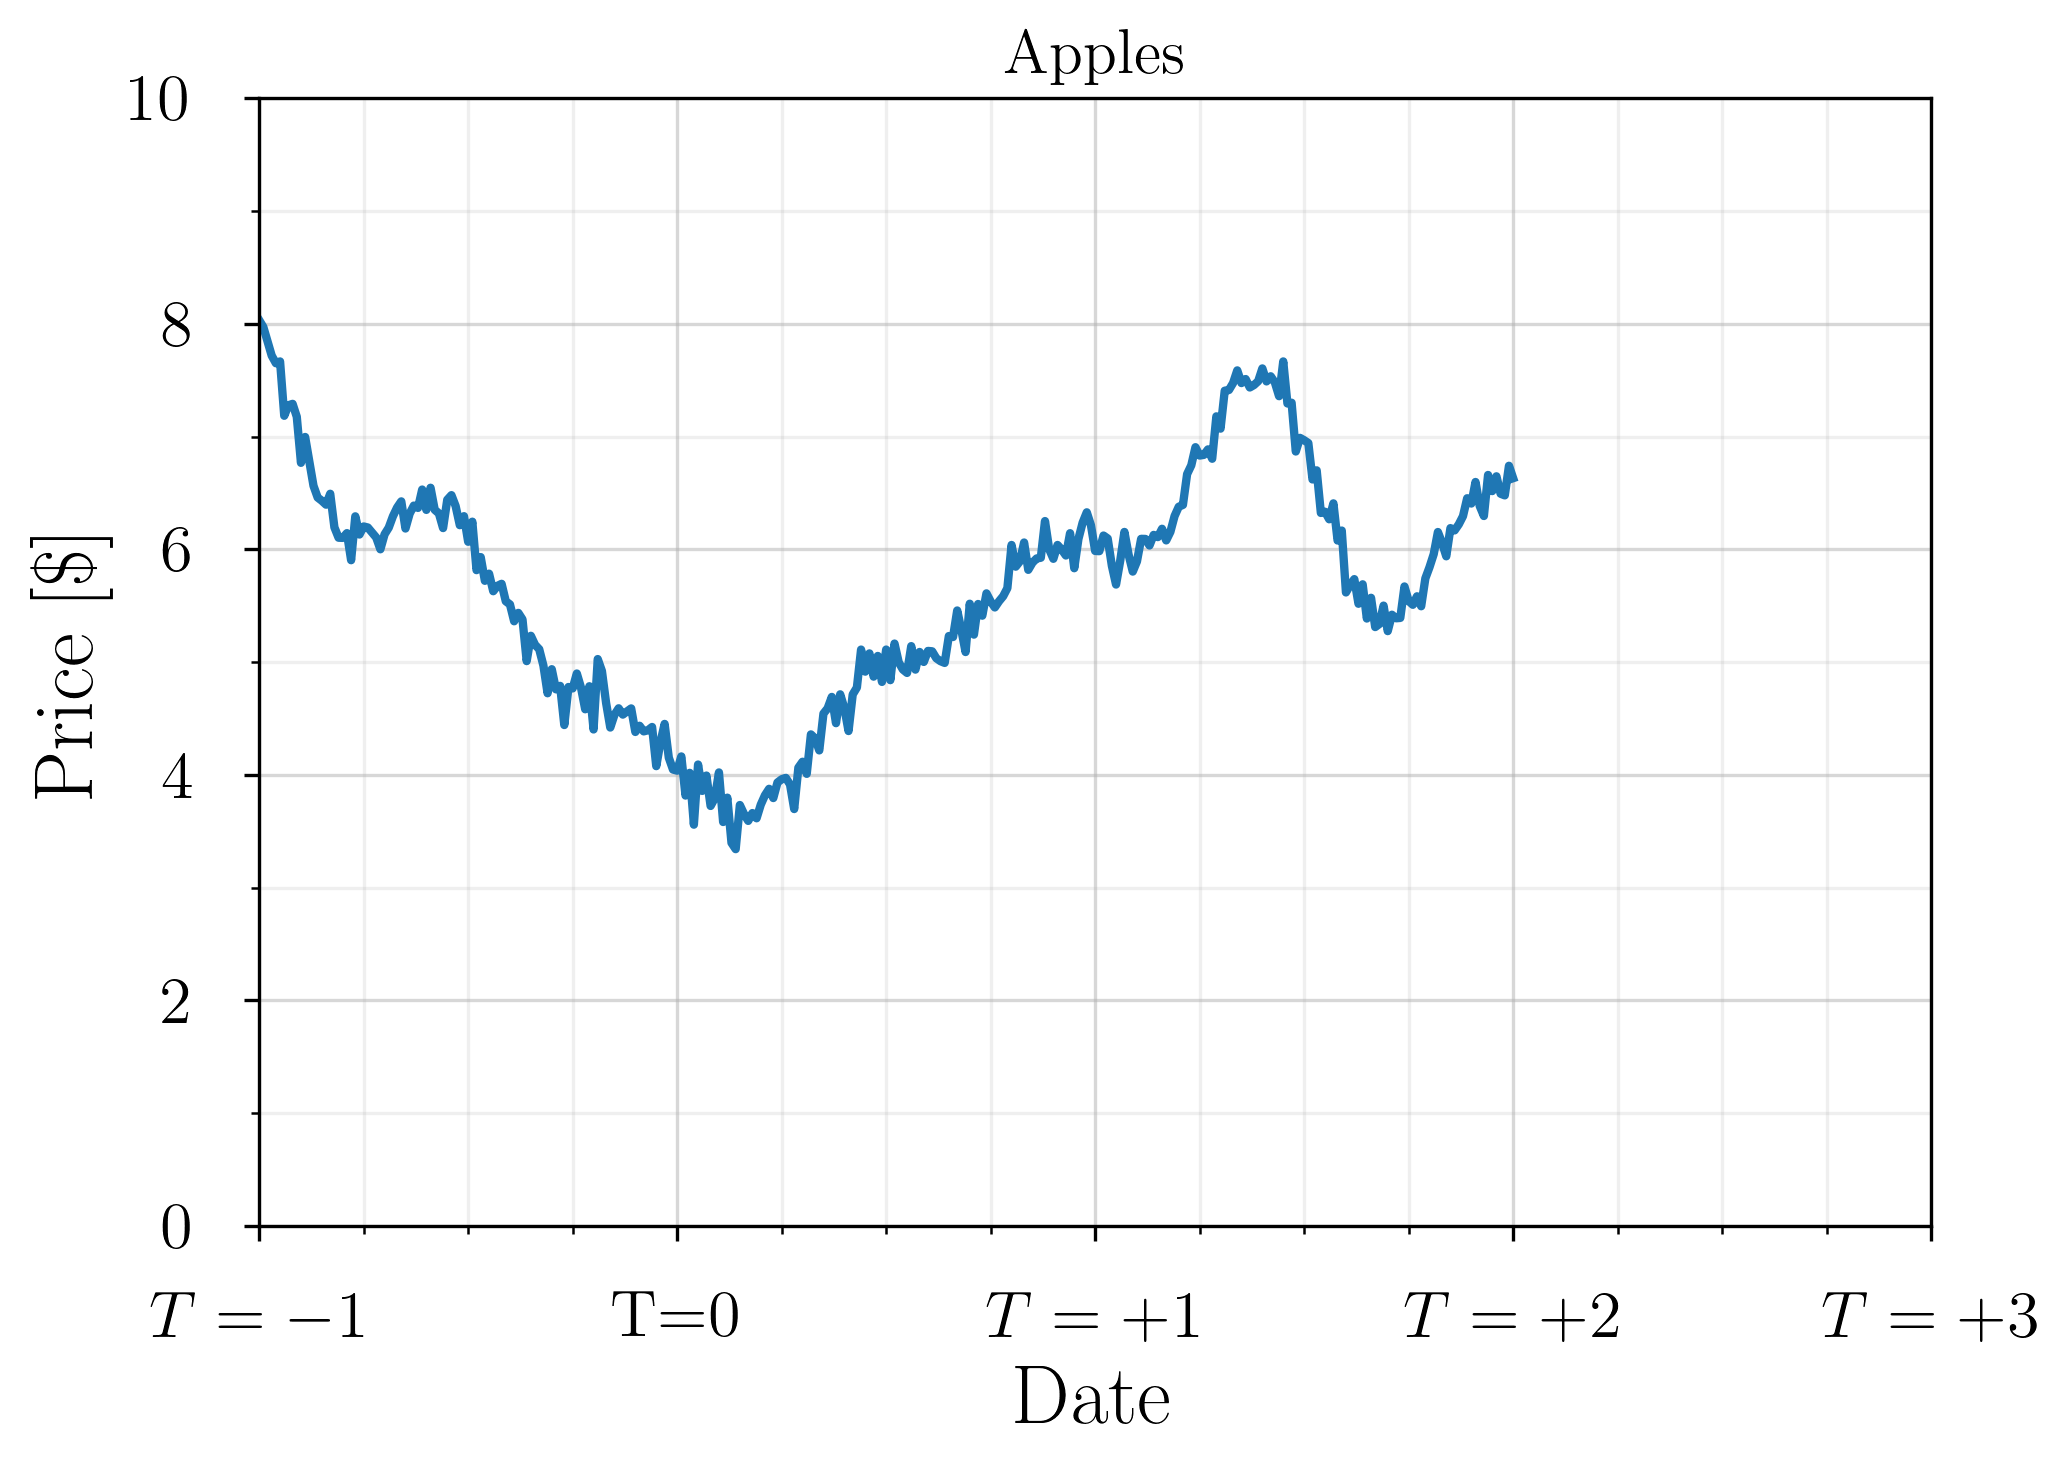 Apples
10
8
6
4
2
0
Price [$]
T = −1 T=0 T = +1 T = +2 T = +3
Date